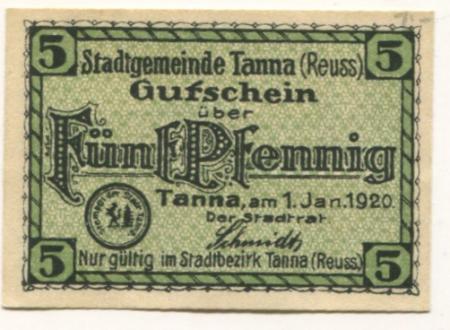 5 Stadtgemeinde Tanna (Reuss) 5
Gutschein
über
Fünf Pfennig
Tanna, am 1. Jan. 1920.
Der Stadtrat
Schmidt
5 Nur gültig im Stadtbezirk Tanna (Reuss) 5